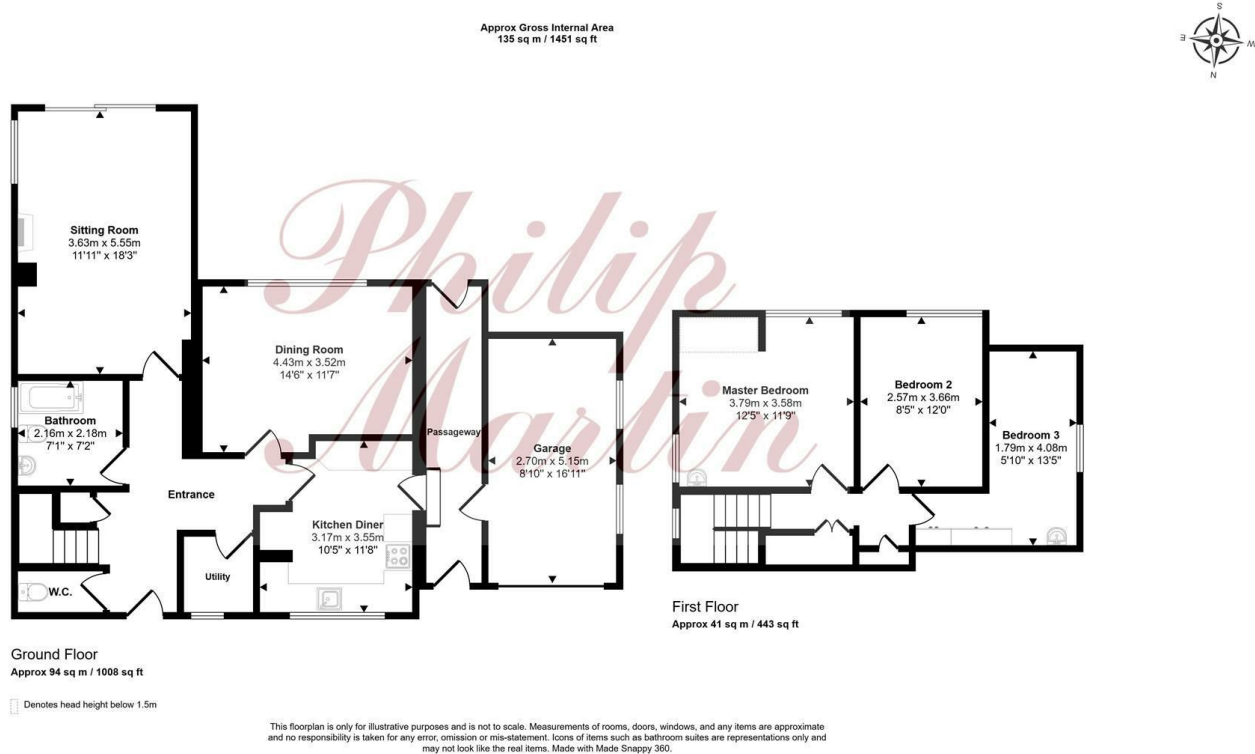 Approx Gross Internal Area
135 sq m / 1451 sq ft
S
E
W
N
Sitting Room
3.63m x 5.55m
11'11" x 18'3"
Dining Room
4.43m x 3.52m
14'6" x 11'7"
Bathroom
2.16m x 2.18m
7'1" x 7'2"
Entrance
Kitchen Diner
3.17m x 3.55m
10'5" x 11'8"
Utility
W.C.
Passageway
Garage
2.70m x 5.15m
8'10" x 16'11"
Philip
Martin
Master Bedroom
3.79m x 3.58m
12'5" x 11'9"
Bedroom 2
2.57m x 3.66m
8'5" x 12'0"
Bedroom 3
1.79m x 4.08m
5'10" x 13'5"
First Floor
Approx 41 sq m / 443 sq ft
Ground Floor
Approx 94 sq m / 1008 sq ft
Denotes head height below 1.5m
This floorplan is only for illustrative purposes and is not to scale. Measurements of rooms, doors, windows, and any items are approximate
and no responsibility is taken for any error, omission or mis-statement. Icons of items such as bathroom suites are representations only and
may not look like the real items. Made with Made Snappy 360.